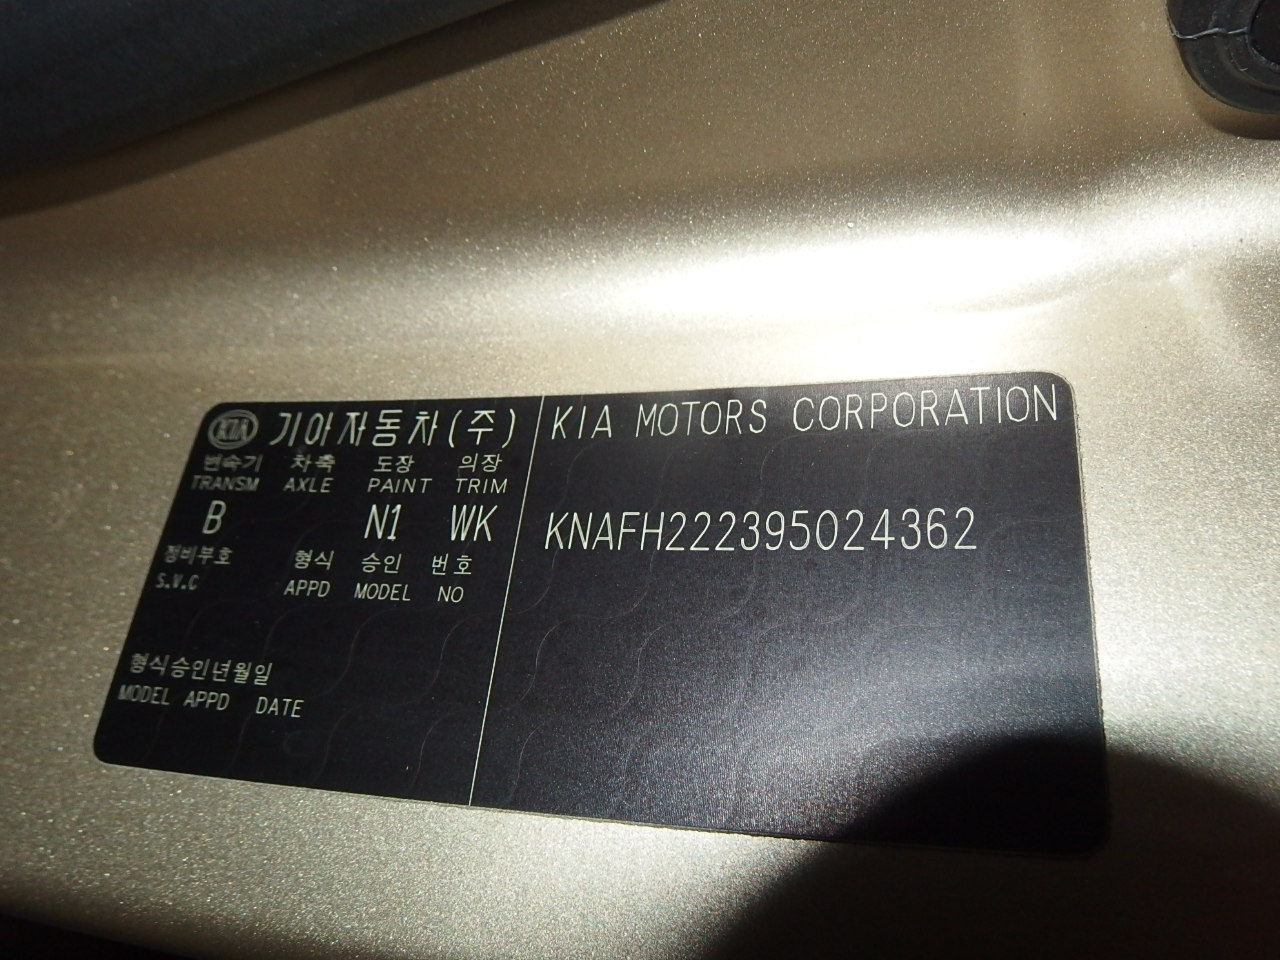 KIA 기아자동차(주) KIA MOTORS CORPORATION
변속기 차축 도장 의장
TRANSM AXLE PAINT TRIM
B N1 WK KNAFH222395024362
정비부호 형식 승인 번호
S.V.C APPD MODEL NO
형식승인년월일
MODEL APPD DATE